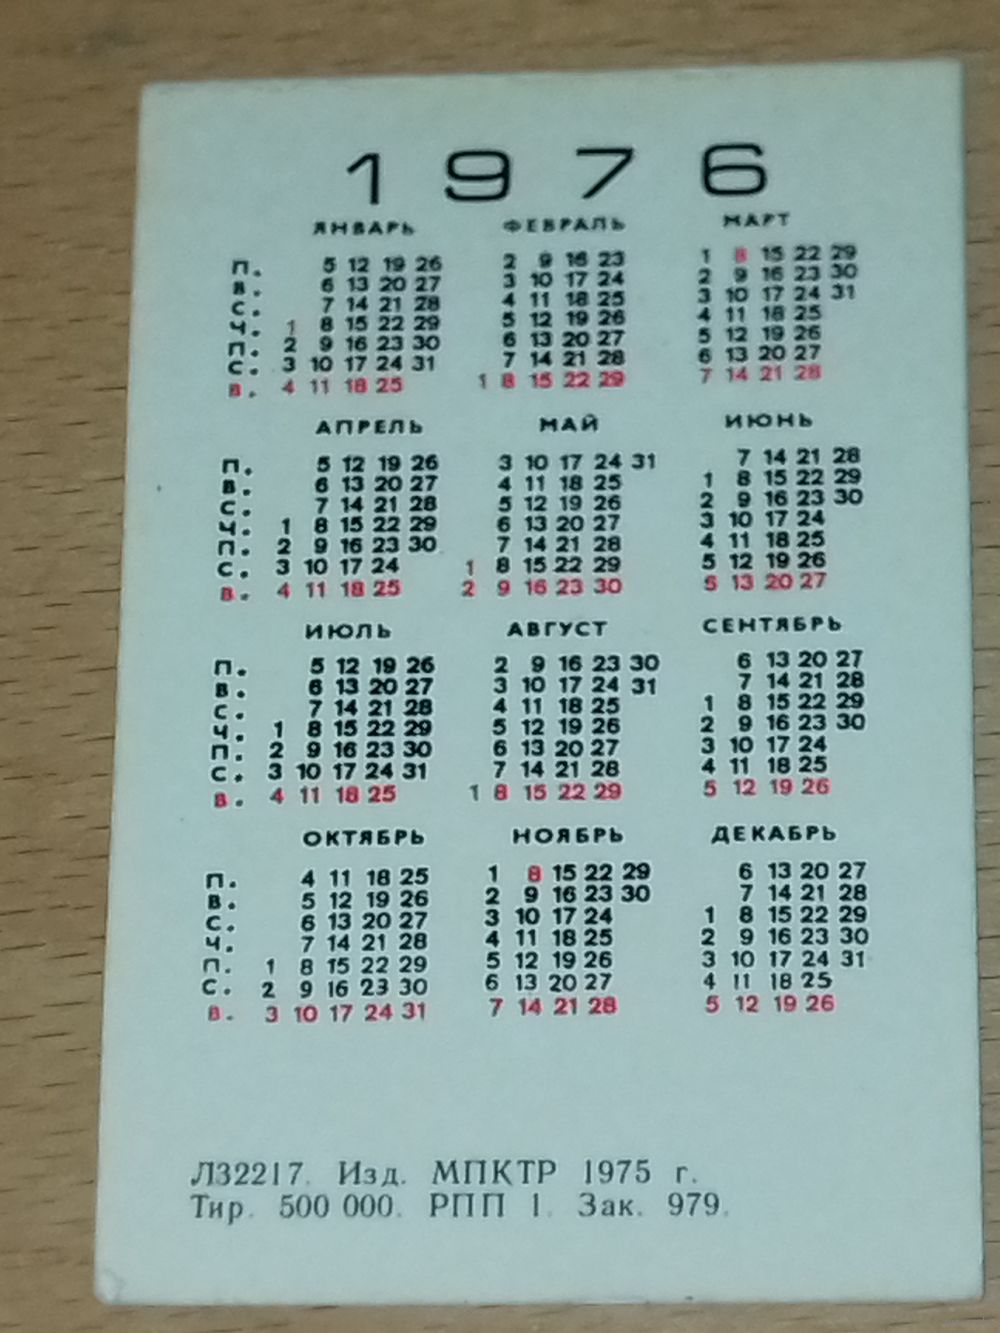 1976
ЯНВАРЬ ФЕВРАЛЬ МАРТ
П. 5 12 19 26 2 9 16 23 1 8 15 22 29
В. 6 13 20 27 3 10 17 24 2 9 16 23 30
С. 7 14 21 28 4 11 18 25 3 10 17 24 31
Ч. 1 8 15 22 29 5 12 19 26 4 11 18 25
П. 2 9 16 23 30 6 13 20 27 5 12 19 26
С. 3 10 17 24 31 7 14 21 28 6 13 20 27
В. 4 11 18 25 1 8 15 22 29 7 14 21 28
АПРЕЛЬ МАЙ ИЮНЬ
П. 5 12 19 26 3 10 17 24 31 7 14 21 28
В. 6 13 20 27 4 11 18 25 1 8 15 22 29
С. 7 14 21 28 5 12 19 26 2 9 16 23 30
Ч. 1 8 15 22 29 6 13 20 27 3 10 17 24
П. 2 9 16 23 30 7 14 21 28 4 11 18 25
С. 3 10 17 24 1 8 15 22 29 5 12 19 26
В. 4 11 18 25 2 9 16 23 30 13 20 27
ИЮЛЬ АВГУСТ СЕНТЯБРЬ
П. 5 12 19 26 2 9 16 23 30 6 13 20 27
В. 6 13 20 27 3 10 17 24 31 7 14 21 28
С. 7 14 21 28 4 11 18 25 1 8 15 22 29
Ч. 1 8 15 22 29 5 12 19 26 2 9 16 23 30
П. 2 9 16 23 30 6 13 20 27 3 10 17 24
С. 3 10 17 24 31 7 14 21 28 4 11 18 25
В. 4 11 18 25 1 8 15 22 29 5 12 19 26
ОКТЯБРЬ НОЯБРЬ ДЕКАБРЬ
П. 4 11 18 25 1 8 15 22 29 6 13 20 27
В. 5 12 19 26 2 9 16 23 30 7 14 21 28
С. 6 13 20 27 3 10 17 24 1 8 15 22 29
Ч. 7 14 21 28 4 11 18 25 2 9 16 23 30
П. 1 8 15 22 29 5 12 19 26 3 10 17 24 31
С. 2 9 16 23 30 6 13 20 27 4 11 18 25
В. 3 10 17 24 31 7 14 21 28 5 12 19 26
Л32217. Изд. МПКТР 1975 г.
Тир. 500 000. РПП 1. Зак. 979.